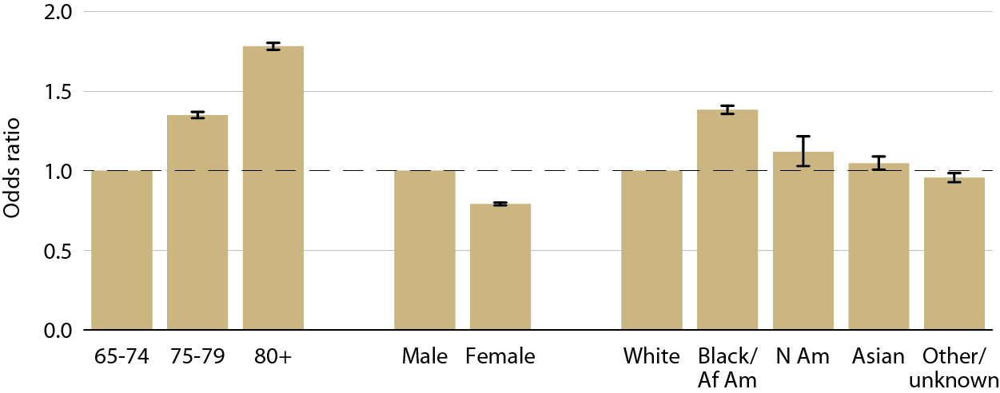 2.0
1.5
1.0
0.5
0.0
Odds ratio
65-74 75-79 80+ Male Female White Black/ N Am Asian Other/
Af Am unknown